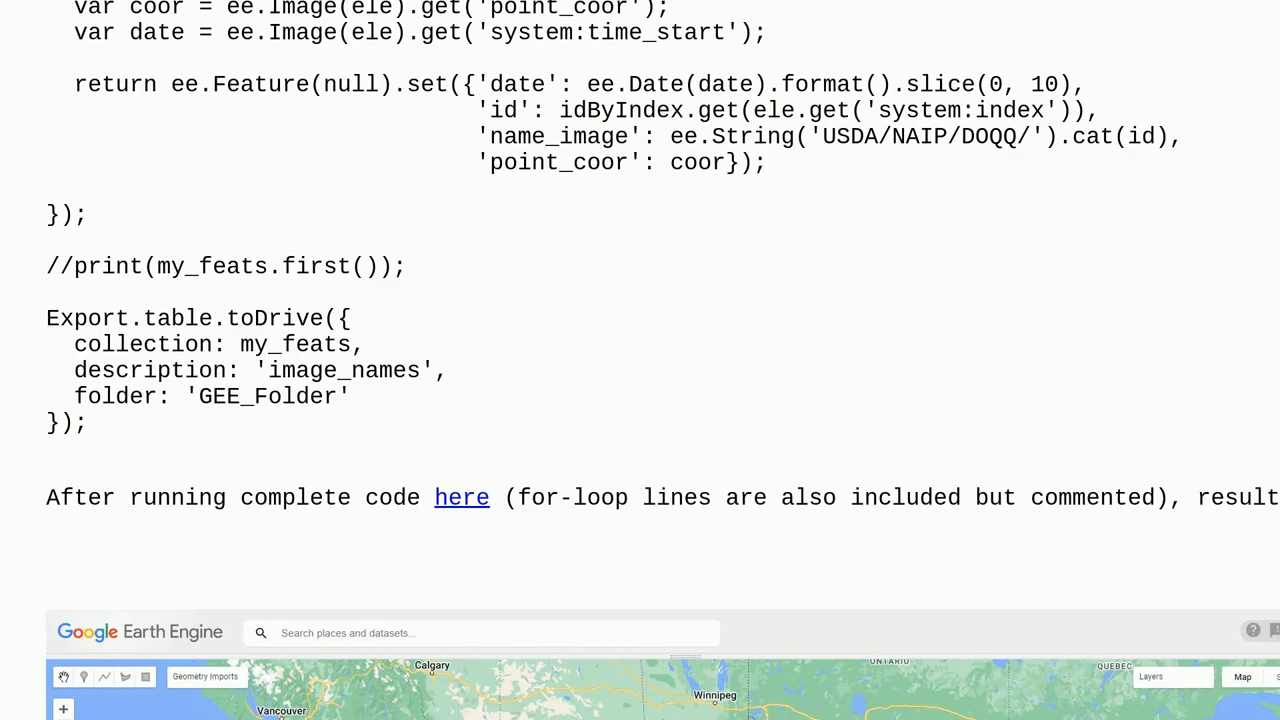 var coor = ee.Image(ele).get('point_coor');
var date = ee.Image(ele).get('system:time_start');
return ee.Feature(null).set({'date': ee.Date(date).format().slice(0, 10),
'id': idByIndex.get(ele.get('system:index')),
'name_image': ee.String('USDA/NAIP/DOQQ/').cat(id),
'point_coor': coor});
});
//print(my_feats.first());
Export.table.toDrive({
collection: my_feats,
description: 'image_names',
folder: 'GEE_Folder'
});
After running complete code here (for-loop lines are also included but commented), result
Google Earth Engine
Search places and datasets...
Geometry Imports
Calgary
ONTARIO
QUEBEC
Layers
Map
S
Winnipeg
Vancouver